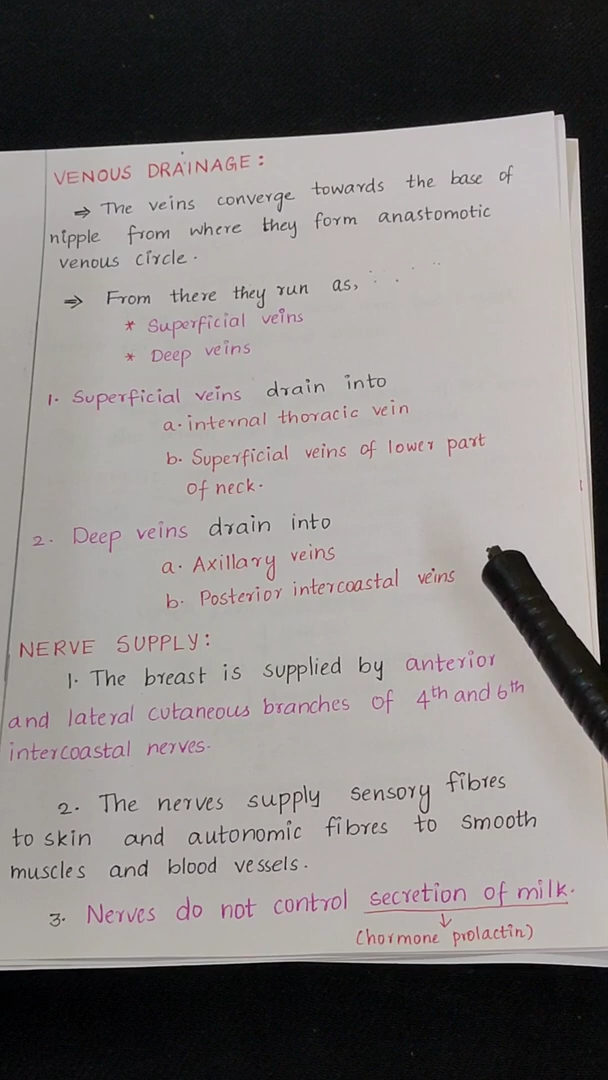 VENOUS DRAINAGE:
⇒ The veins converge towards the base of
nipple from where they form anastomotic
venous circle.
⇒ From there they run as,
* Superficial veins
* Deep veins
1. Superficial veins drain into
a. internal thoracic vein
b. Superficial veins of lower part
of neck.
2. Deep veins drain into
a. Axillary veins
b. Posterior intercoastal veins
NERVE SUPPLY:
1. The breast is supplied by anterior
and lateral cutaneous branches of 4th and 6th
intercoastal nerves.
2. The nerves supply sensory fibres
to skin and autonomic fibres to smooth
muscles and blood vessels.
3. Nerves do not control secretion of milk.
↓
(hormone prolactin)